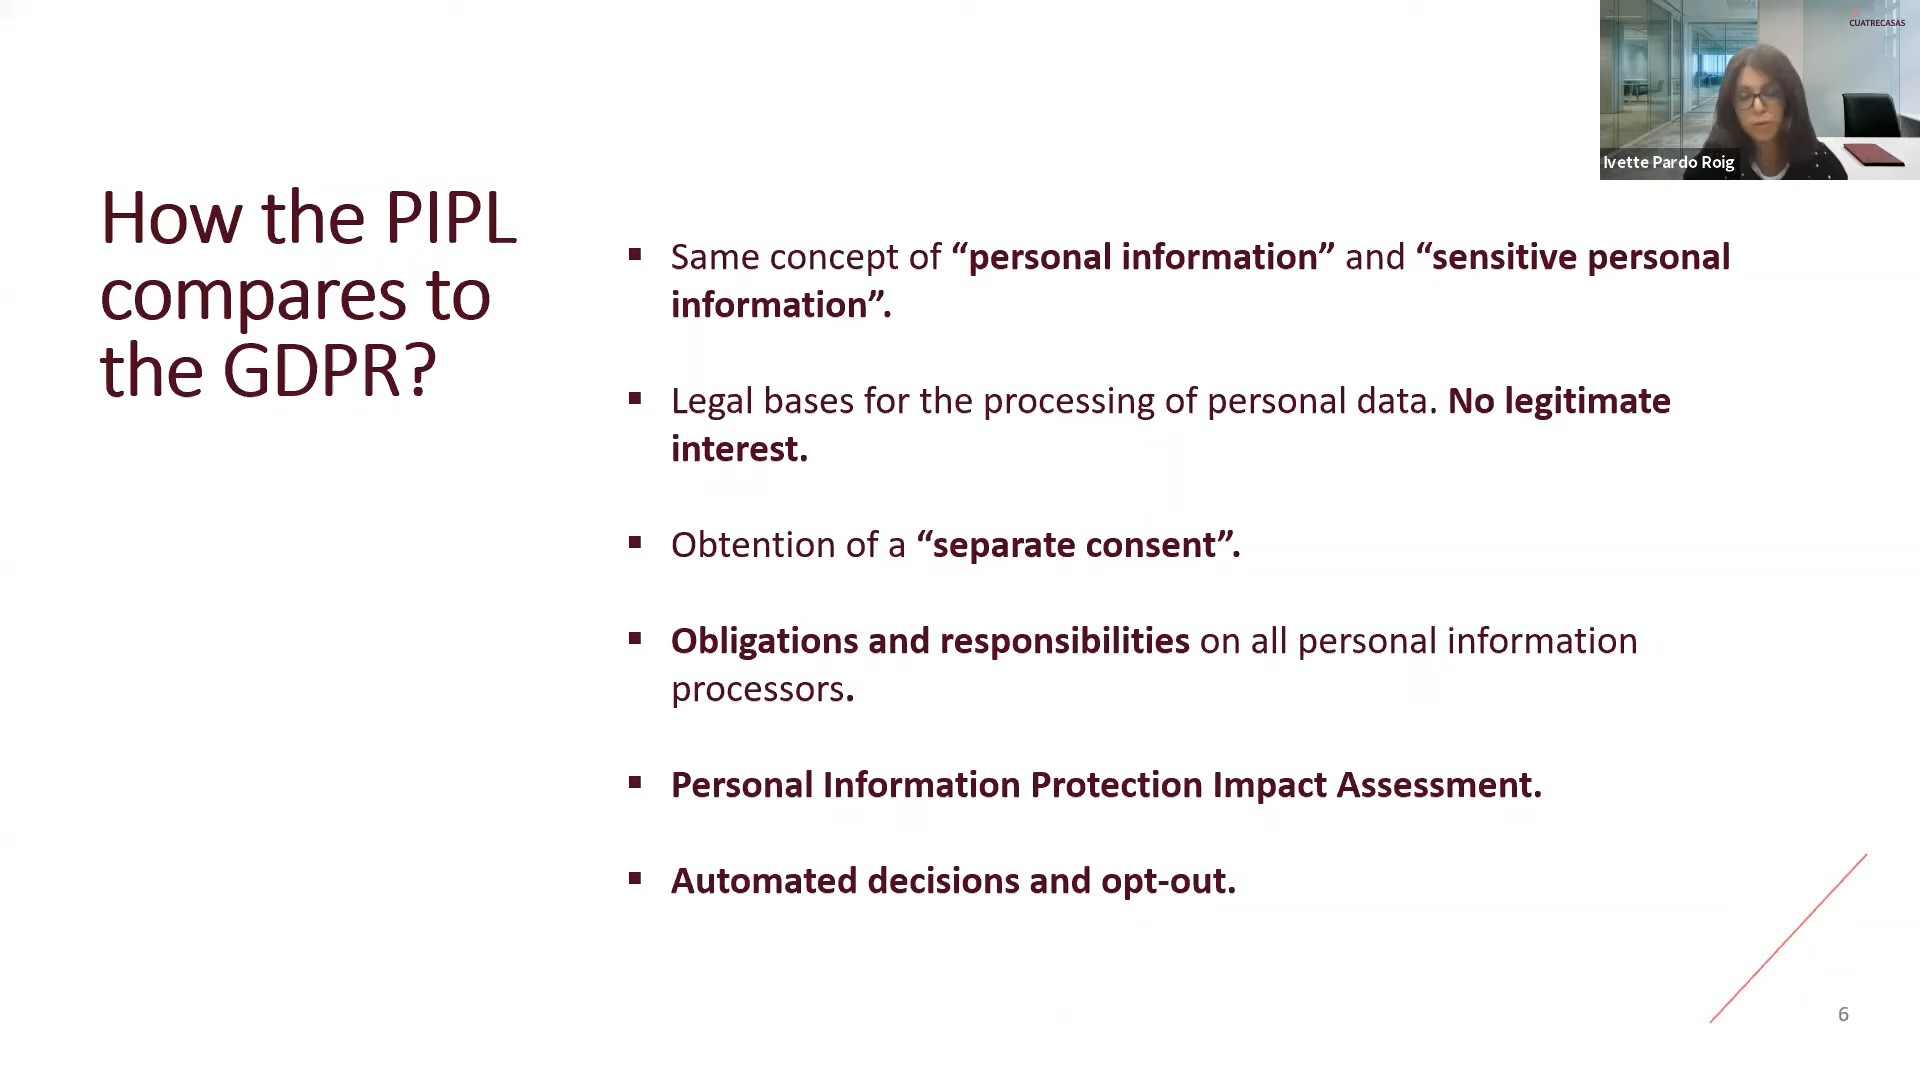 CUATRECASAS
Ivette Pardo Roig
How the PIPL
compares to
the GDPR?
▪ Same concept of “personal information” and “sensitive personal
information”.
▪ Legal bases for the processing of personal data. No legitimate
interest.
▪ Obtention of a “separate consent”.
▪ Obligations and responsibilities on all personal information
processors.
▪ Personal Information Protection Impact Assessment.
▪ Automated decisions and opt-out.
6